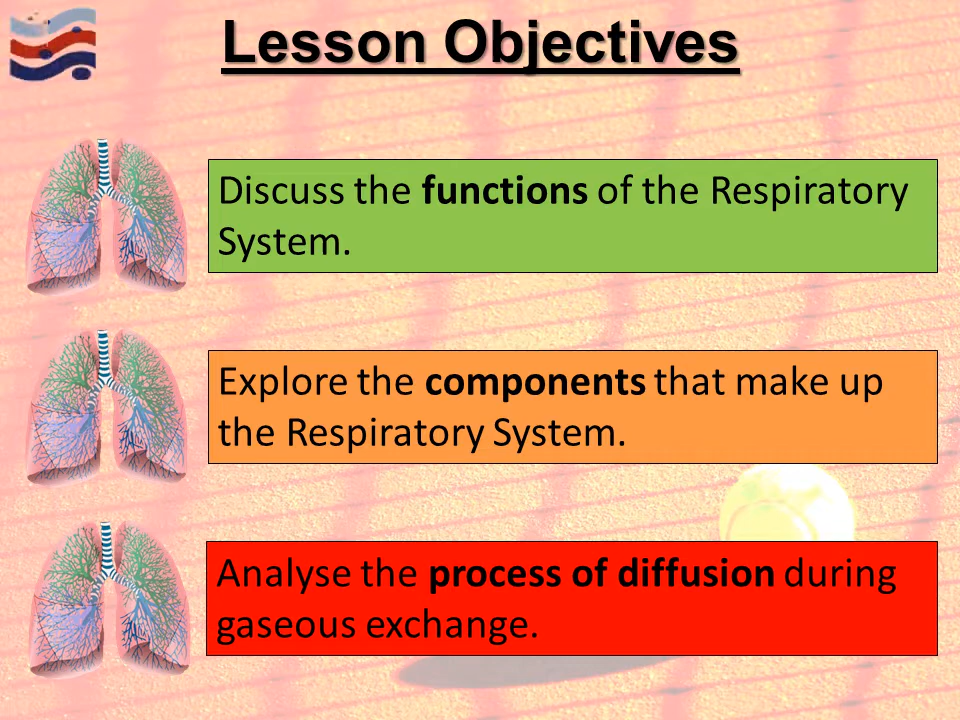 Lesson Objectives
Discuss the functions of the Respiratory
System.
Explore the components that make up
the Respiratory System.
Analyse the process of diffusion during
gaseous exchange.